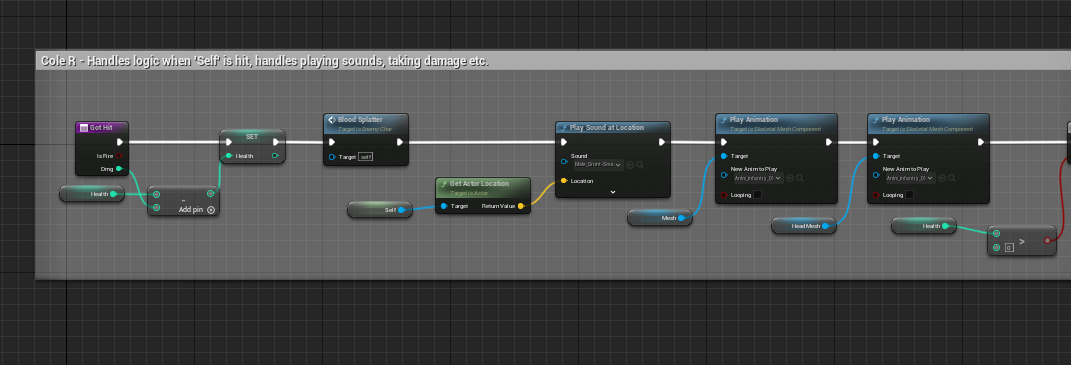 Cole R - Handles logic when 'Self' is hit, handles playing sounds, taking damage etc.
Got Hit
Is Fire
Dmg
Health
-
Add pin
SET
Health
Blood Splatter
Target is Enemy Char
Target self
Get Actor Location
Target is Actor
Target Return Value
Self
Play Sound at Location
Sound
Male_Grunt-Sour
Location
Mesh
Play Animation
Target is Skeletal Mesh Component
Target
New Anim to Play
Anim_Infantry_D
Looping
Head Mesh
Play Animation
Target is Skeletal Mesh Component
Target
New Anim to Play
Anim_Infantry_D
Looping
Health
0
>